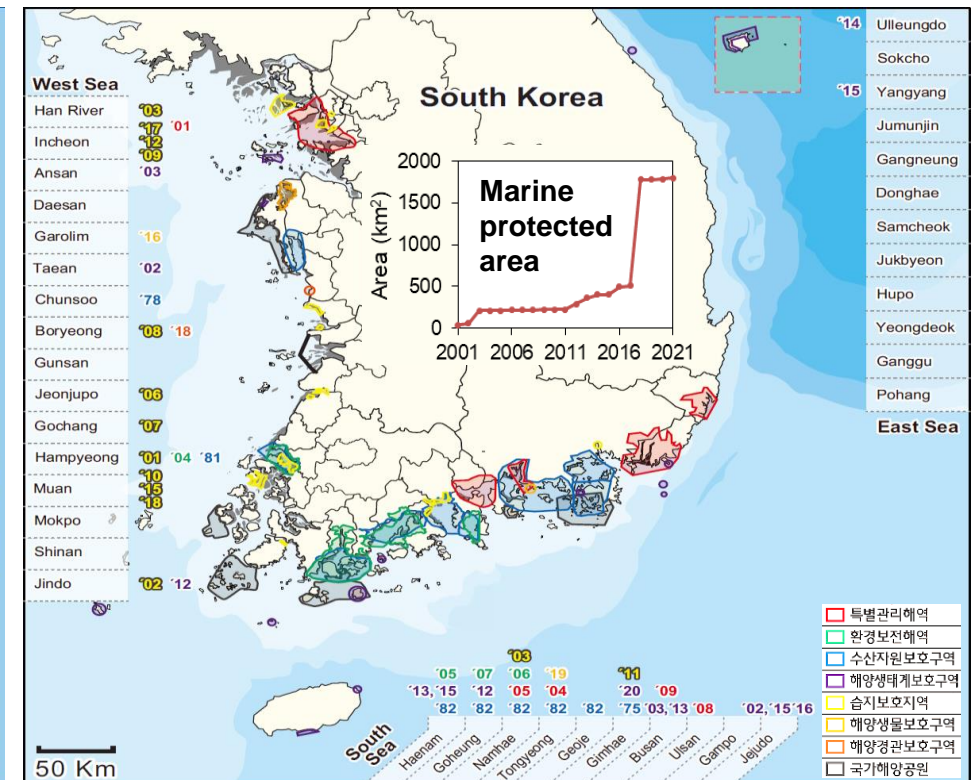 South Korea
West Sea
Han River '03
'17 '01
Incheon '12
'09
Ansan '03
Daesan
Garolim '16
Taean '02
Chunsoo '78
Boryeong '08 '18
Gunsan
Jeonjupo '06
Gochang '07
Hampyeong '01 '04 '81
'10
Muan '15
'18
Mokpo
Shinan
Jindo '02 '12
Marine
protected
area
Area (km²)
2000
1500
1000
500
0
2001 2006 2011 2016 2021
'14 Ulleungdo
Sokcho
'15 Yangyang
Jumunjin
Gangneung
Donghae
Samcheok
Jukbyeon
Hupo
Yeongdeok
Ganggu
Pohang
East Sea
'03
'05 '07 '06 '19 '11
'13, '15 '12 '05 '04 '20 '09
'82 '82 '82 '82 '82 '75 '03, '13 '08 '02, '15 '16
South
Sea
Haenam
Goheung
Namhae
Tongyeong
Geoje
Gimhae
Busan
Ulsan
Gampo
Jejudo
특별관리해역
환경보전해역
수산자원보호구역
해양생태계보호구역
습지보호지역
해양생물보호구역
해양경관보호구역
국가해양공원
50 Km